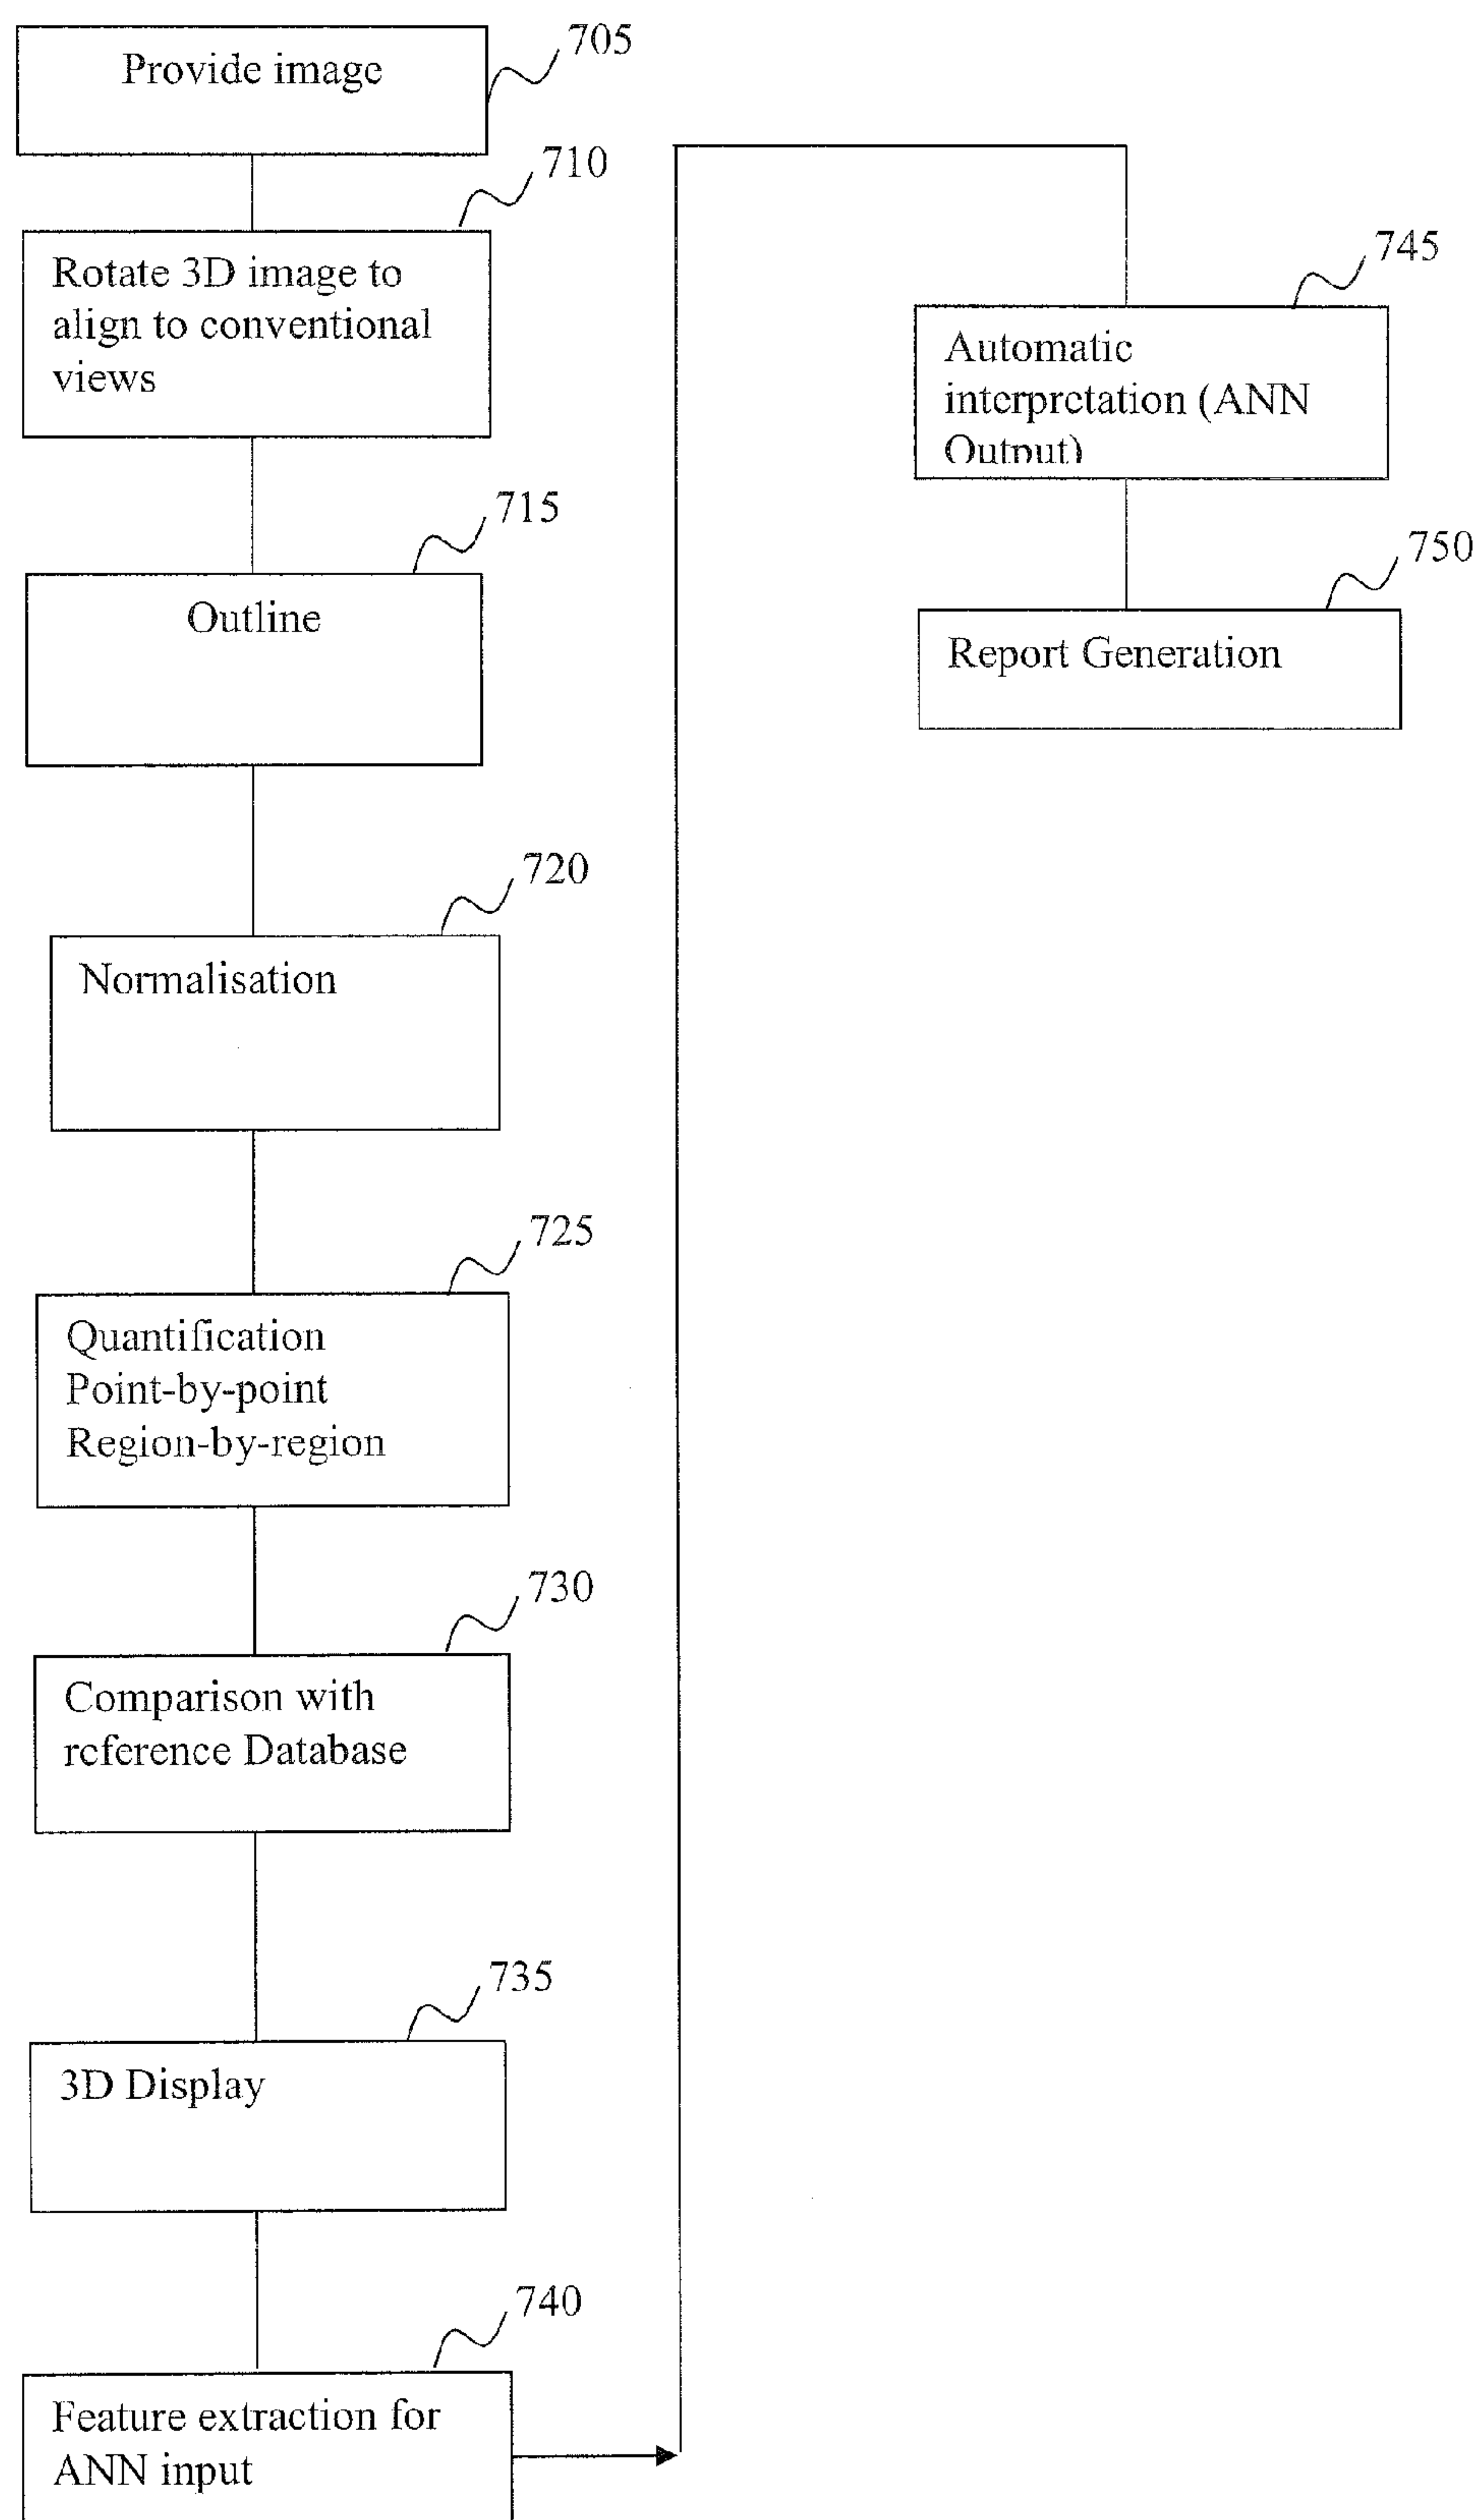 Provide image
705
710
Rotate 3D image to
align to conventional
views
715
Outline
720
Normalisation
725
Quantification
Point-by-point
Region-by-region
730
Comparison with
reference Database
735
3D Display
740
Feature extraction for
ANN input
745
Automatic
interpretation (ANN
Output)
750
Report Generation